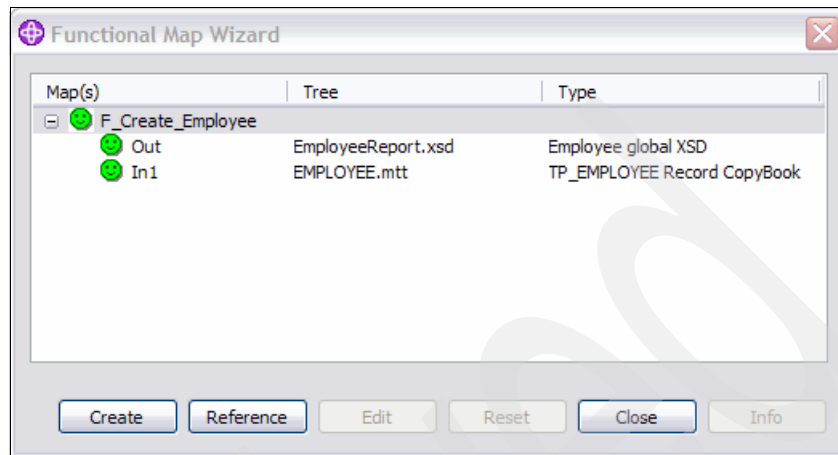 Functional Map Wizard
Map(s) Tree Type
F_Create_Employee
Out EmployeeReport.xsd Employee global XSD
In1 EMPLOYEE.mtt TP_EMPLOYEE Record CopyBook
Create Reference Edit Reset Close Info